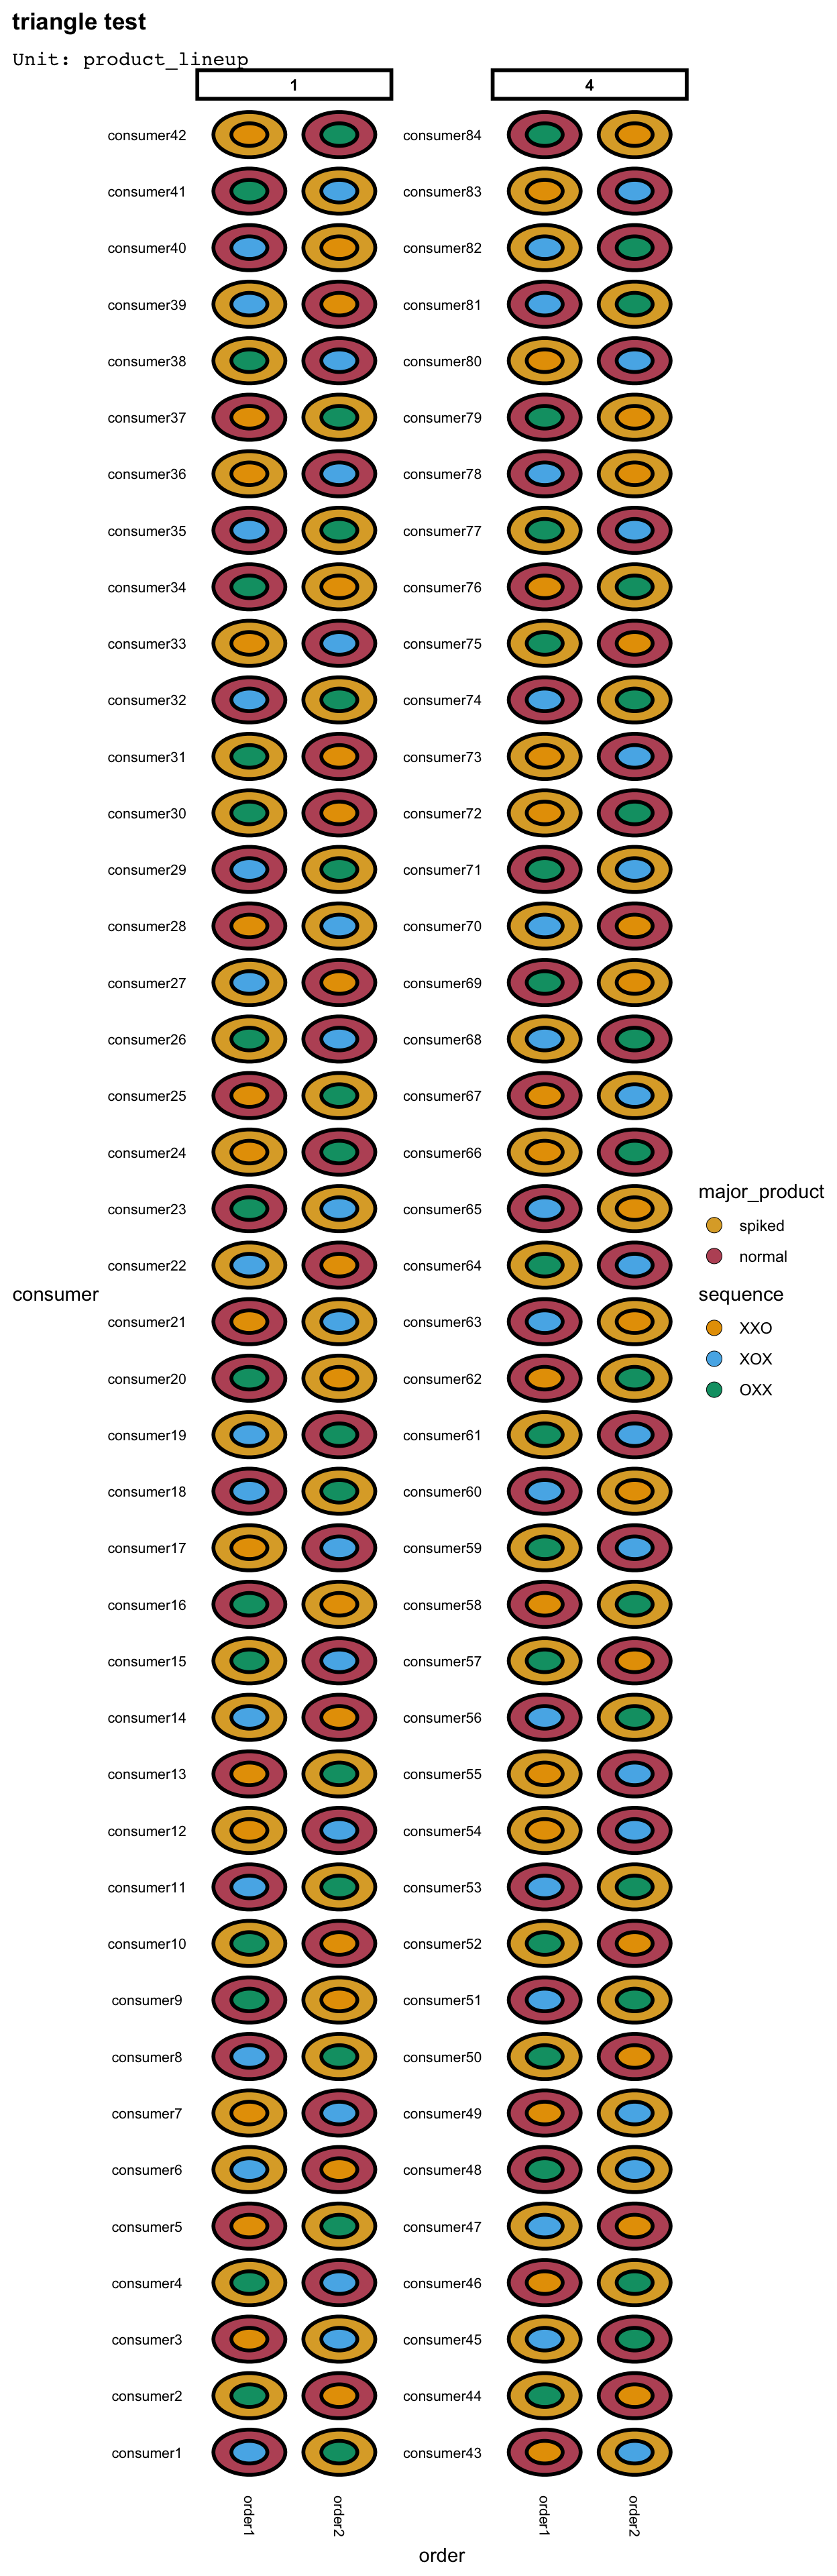 triangle test
Unit: product_lineup
1 4
consumer42 consumer84
consumer41 consumer83
consumer40 consumer82
consumer39 consumer81
consumer38 consumer80
consumer37 consumer79
consumer36 consumer78
consumer35 consumer77
consumer34 consumer76
consumer33 consumer75
consumer32 consumer74
consumer31 consumer73
consumer30 consumer72
consumer29 consumer71
consumer28 consumer70
consumer27 consumer69
consumer26 consumer68
consumer25 consumer67
consumer24 consumer66
consumer23 consumer65
consumer22 consumer64
consumer21 consumer63
consumer20 consumer62
consumer19 consumer61
consumer18 consumer60
consumer17 consumer59
consumer16 consumer58
consumer15 consumer57
consumer14 consumer56
consumer13 consumer55
consumer12 consumer54
consumer11 consumer53
consumer10 consumer52
consumer9 consumer51
consumer8 consumer50
consumer7 consumer49
consumer6 consumer48
consumer5 consumer47
consumer4 consumer46
consumer3 consumer45
consumer2 consumer44
consumer1 consumer43
order1 order2 order1 order2
order
consumer
major_product
spiked
normal
sequence
XXO
XOX
OXX